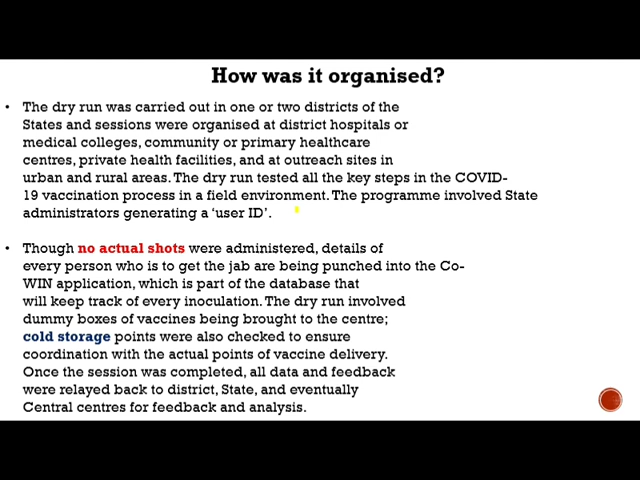 How was it organised?
• The dry run was carried out in one or two districts of the
States and sessions were organised at district hospitals or
medical colleges, community or primary healthcare
centres, private health facilities, and at outreach sites in
urban and rural areas. The dry run tested all the key steps in the COVID-
19 vaccination process in a field environment. The programme involved State
administrators generating a ‘user ID’.
• Though no actual shots were administered, details of
every person who is to get the jab are being punched into the Co-
WIN application, which is part of the database that
will keep track of every inoculation. The dry run involved
dummy boxes of vaccines being brought to the centre;
cold storage points were also checked to ensure
coordination with the actual points of vaccine delivery.
Once the session was completed, all data and feedback
were relayed back to district, State, and eventually
Central centres for feedback and analysis.